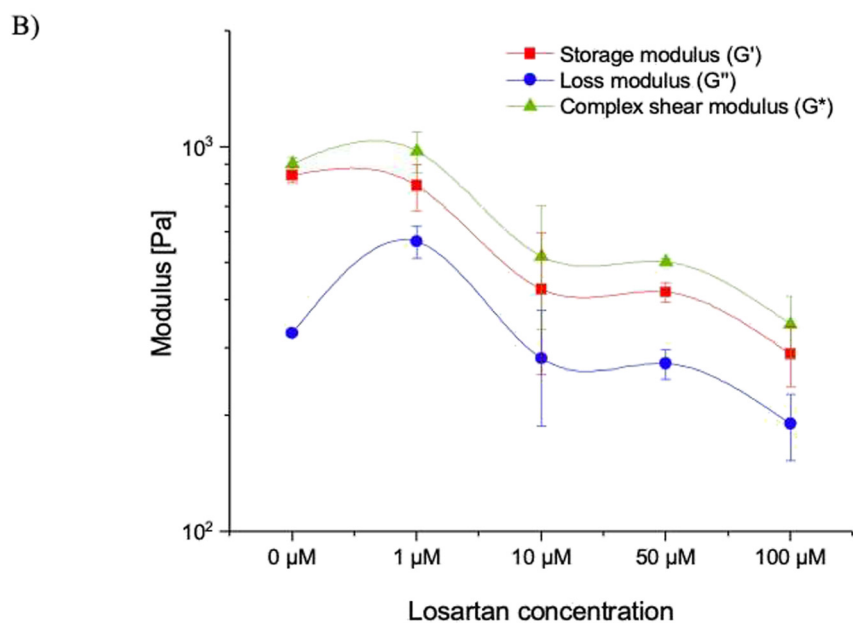 B)
Storage modulus (G')
Loss modulus (G")
Complex shear modulus (G*)
10³
Modulus [Pa]
10²
0 µM 1 µM 10 µM 50 µM 100 µM
Losartan concentration